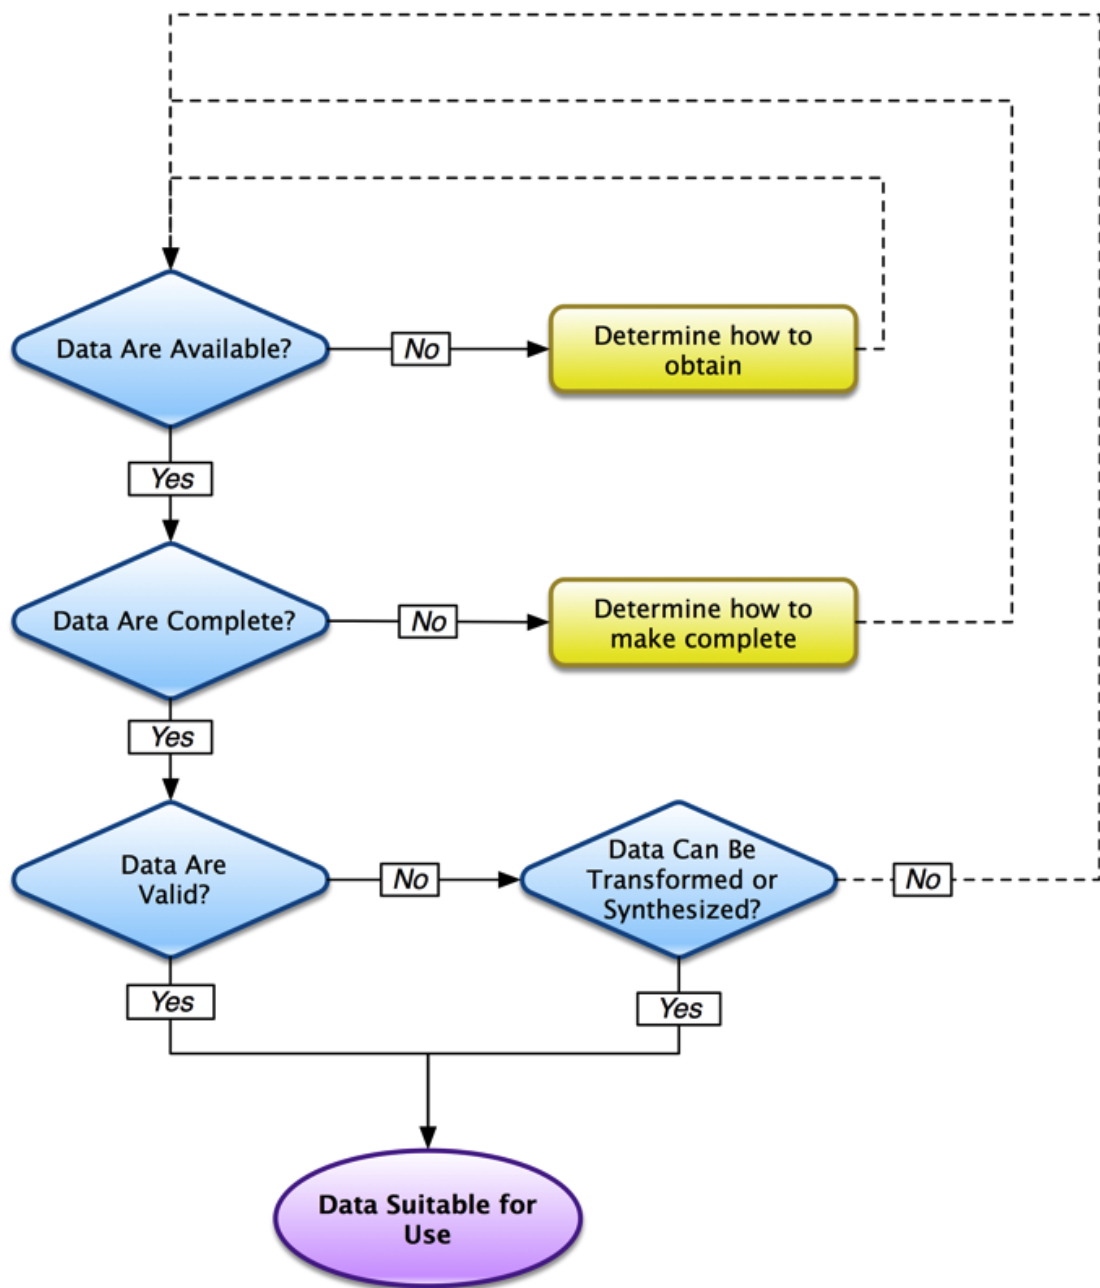 Data Are Available?
No
Determine how to
obtain
Yes
Data Are Complete?
No
Determine how to
make complete
Yes
Data Are
Valid?
No
Data Can Be
Transformed or
Synthesized?
No
Yes
Yes
Data Suitable for
Use